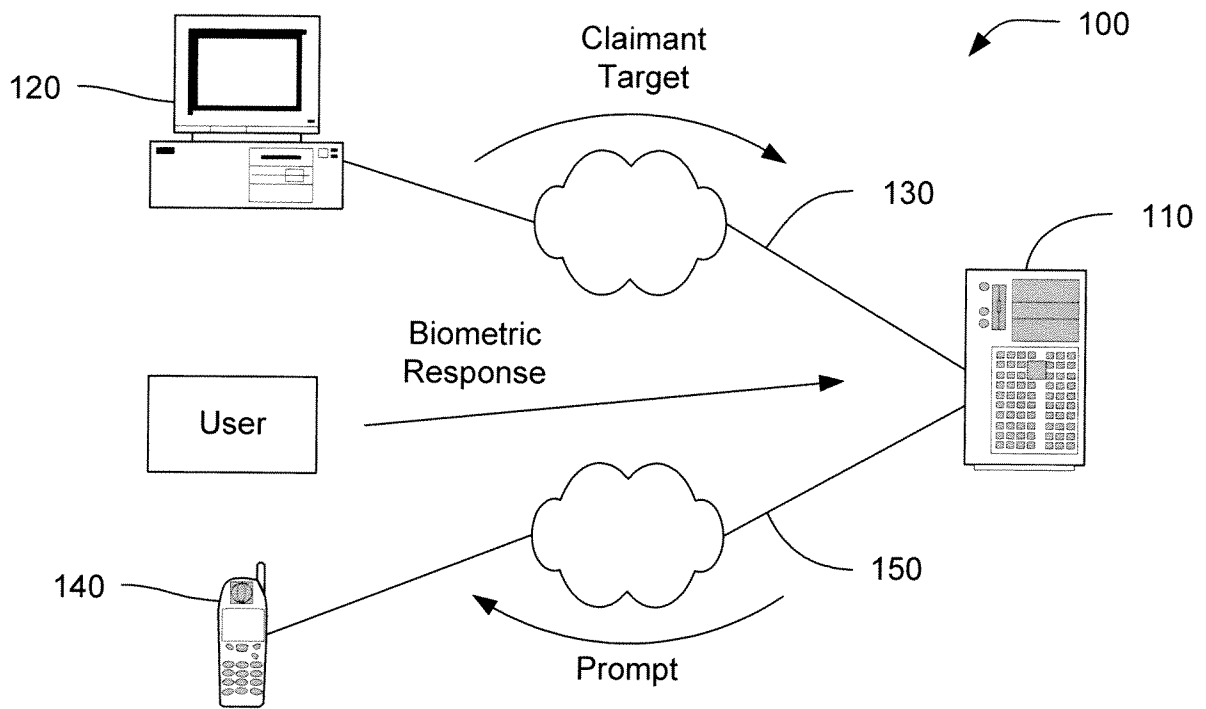 Claimant
Target
100
120
130
110
Biometric
Response
User
150
140
Prompt